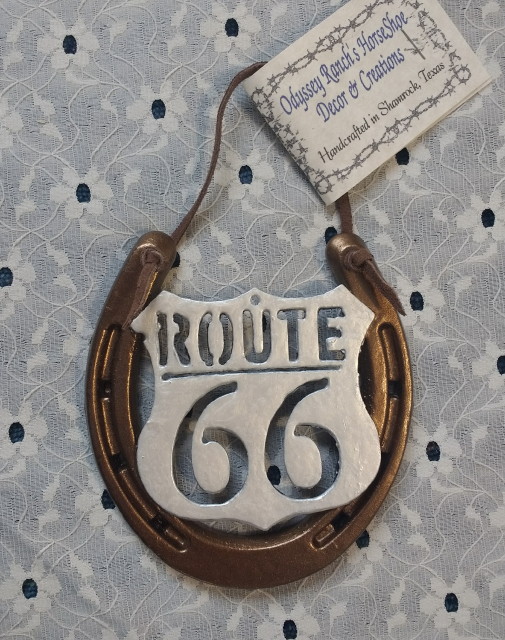 Odyssey Ranch's HorseShoe
Decor & Creations
Handcrafted in Shamrock, Texas
ROUTE
66